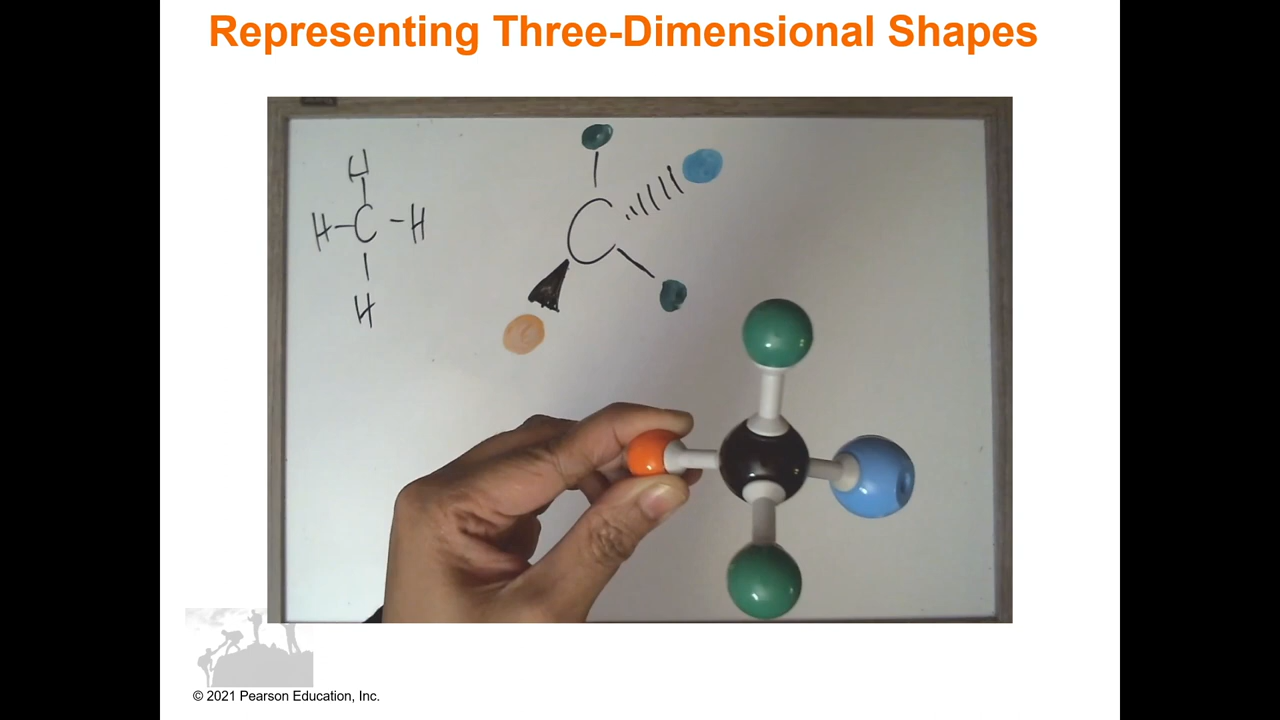 Representing Three-Dimensional Shapes
H
H-C-H
H
C
© 2021 Pearson Education, Inc.